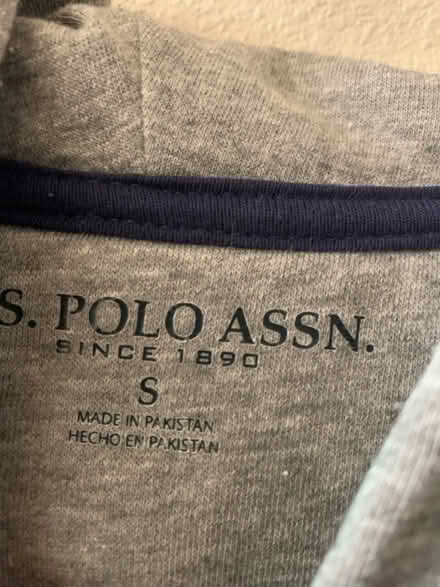 S. POLO ASSN.
SINCE 1890
S
MADE IN PAKISTAN
HECHO EN PAKISTAN